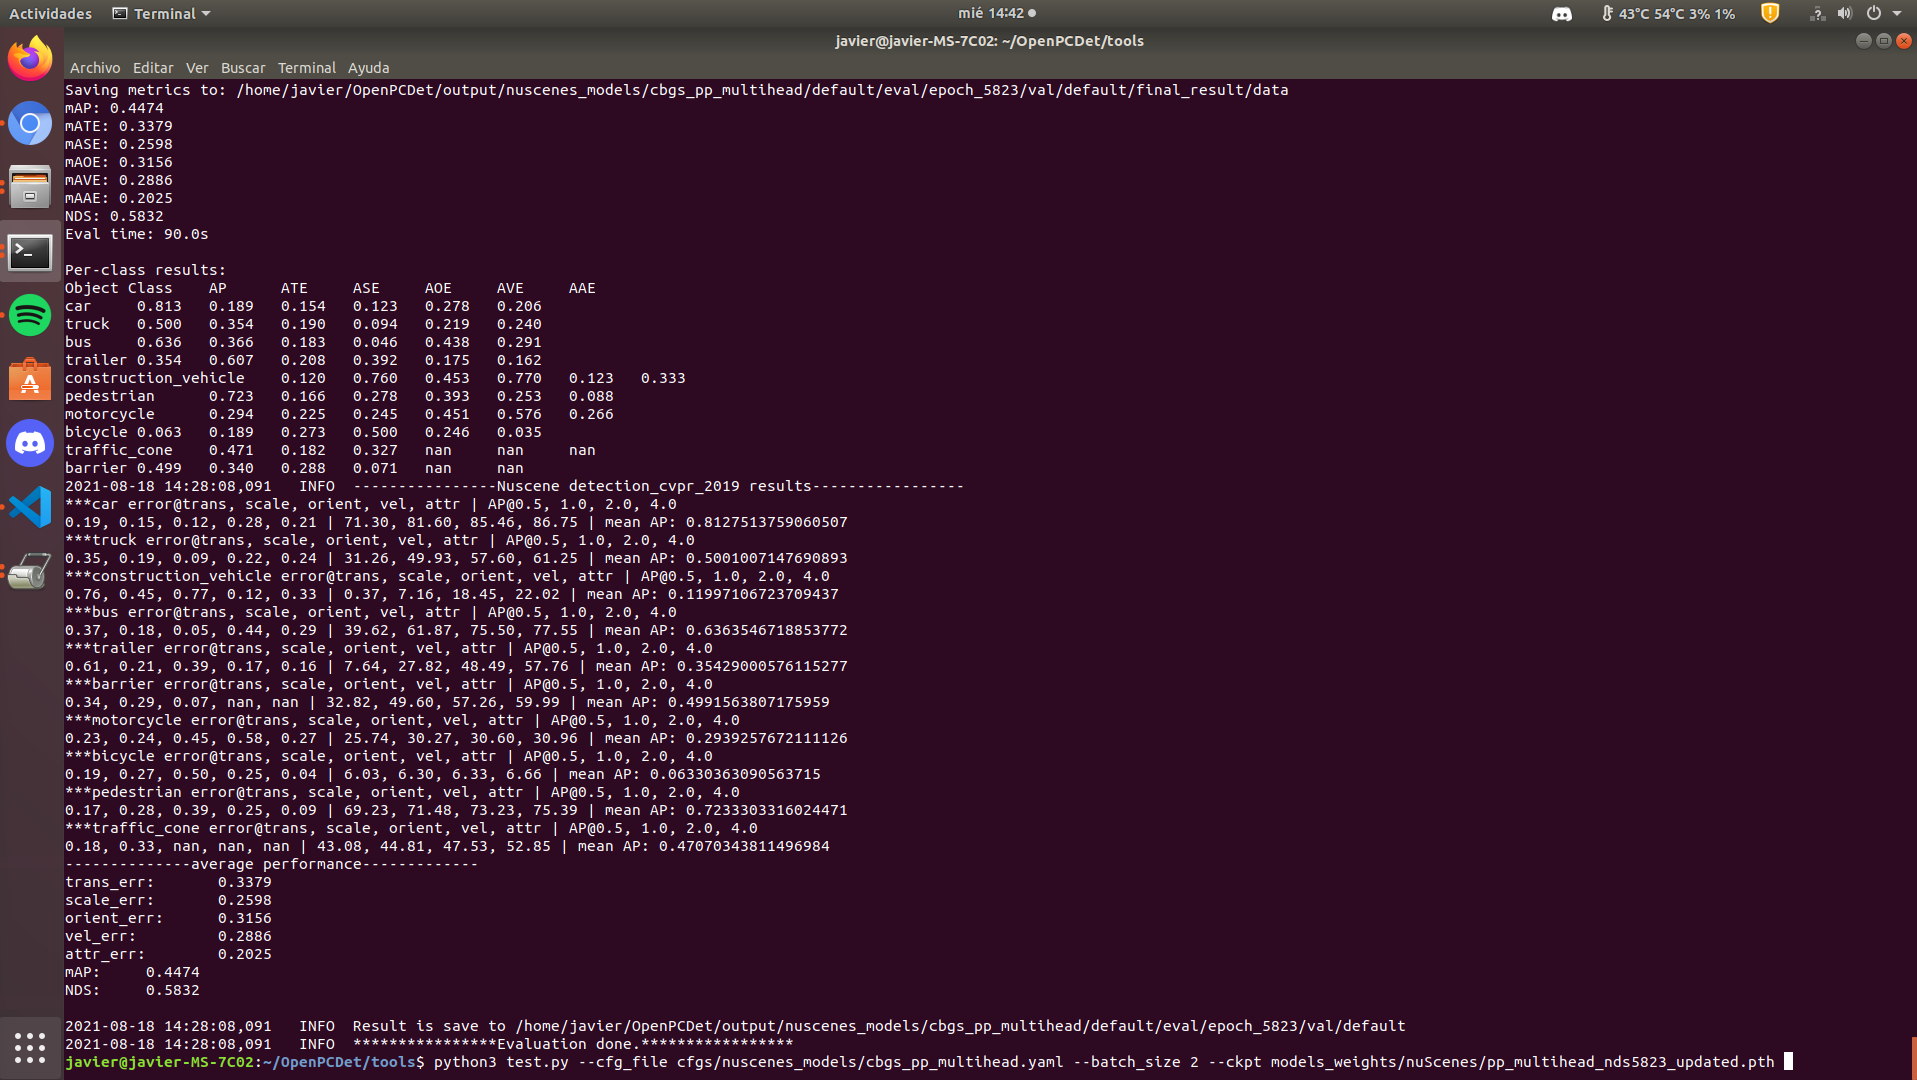 Actividades Terminal mié 14:42 43°C 54°C 3% 1%
javier@javier-MS-7C02: ~/OpenPCDet/tools
Archivo Editar Ver Buscar Terminal Ayuda
Saving metrics to: /home/javier/OpenPCDet/output/nuscenes_models/cbgs_pp_multihead/default/eval/epoch_5823/val/default/final_result/data
mAP: 0.4474
mATE: 0.3379
mASE: 0.2598
mAOE: 0.3156
mAVE: 0.2886
mAAE: 0.2025
NDS: 0.5832
Eval time: 90.0s
Per-class results:
Object Class AP ATE ASE AOE AVE AAE
car 0.813 0.189 0.154 0.123 0.278 0.206
truck 0.500 0.354 0.190 0.094 0.219 0.240
bus 0.636 0.366 0.183 0.046 0.438 0.291
trailer 0.354 0.607 0.208 0.392 0.175 0.162
construction_vehicle 0.120 0.760 0.453 0.770 0.123 0.333
pedestrian 0.723 0.166 0.278 0.393 0.253 0.088
motorcycle 0.294 0.225 0.245 0.451 0.576 0.266
bicycle 0.063 0.189 0.273 0.500 0.246 0.035
traffic_cone 0.471 0.182 0.327 nan nan nan
barrier 0.499 0.340 0.288 0.071 nan nan
2021-08-18 14:28:08,091 INFO ----------------Nuscene detection_cvpr_2019 results-----------------
***car error@trans, scale, orient, vel, attr | AP@0.5, 1.0, 2.0, 4.0
0.19, 0.15, 0.12, 0.28, 0.21 | 71.30, 81.60, 85.46, 86.75 | mean AP: 0.8127513759060507
***truck error@trans, scale, orient, vel, attr | AP@0.5, 1.0, 2.0, 4.0
0.35, 0.19, 0.09, 0.22, 0.24 | 31.26, 49.93, 57.60, 61.25 | mean AP: 0.5001007147690893
***construction_vehicle error@trans, scale, orient, vel, attr | AP@0.5, 1.0, 2.0, 4.0
0.76, 0.45, 0.77, 0.12, 0.33 | 0.37, 7.16, 18.45, 22.02 | mean AP: 0.11997106723709437
***bus error@trans, scale, orient, vel, attr | AP@0.5, 1.0, 2.0, 4.0
0.37, 0.18, 0.05, 0.44, 0.29 | 39.62, 61.87, 75.50, 77.55 | mean AP: 0.6363546718853772
***trailer error@trans, scale, orient, vel, attr | AP@0.5, 1.0, 2.0, 4.0
0.61, 0.21, 0.39, 0.17, 0.16 | 7.64, 27.82, 48.49, 57.76 | mean AP: 0.35429000576115277
***barrier error@trans, scale, orient, vel, attr | AP@0.5, 1.0, 2.0, 4.0
0.34, 0.29, 0.07, nan, nan | 32.82, 49.60, 57.26, 59.99 | mean AP: 0.4991563807175959
***motorcycle error@trans, scale, orient, vel, attr | AP@0.5, 1.0, 2.0, 4.0
0.23, 0.24, 0.45, 0.58, 0.27 | 25.74, 30.27, 30.60, 30.96 | mean AP: 0.2939257672111126
***bicycle error@trans, scale, orient, vel, attr | AP@0.5, 1.0, 2.0, 4.0
0.19, 0.27, 0.50, 0.25, 0.04 | 6.03, 6.30, 6.33, 6.66 | mean AP: 0.06330363090563715
***pedestrian error@trans, scale, orient, vel, attr | AP@0.5, 1.0, 2.0, 4.0
0.17, 0.28, 0.39, 0.25, 0.09 | 69.23, 71.48, 73.23, 75.39 | mean AP: 0.7233303316024471
***traffic_cone error@trans, scale, orient, vel, attr | AP@0.5, 1.0, 2.0, 4.0
0.18, 0.33, nan, nan, nan | 43.08, 44.81, 47.53, 52.85 | mean AP: 0.47070343811496984
--------------average performance-------------
trans_err: 0.3379
scale_err: 0.2598
orient_err: 0.3156
vel_err: 0.2886
attr_err: 0.2025
mAP: 0.4474
NDS: 0.5832
2021-08-18 14:28:08,091 INFO Result is save to /home/javier/OpenPCDet/output/nuscenes_models/cbgs_pp_multihead/default/eval/epoch_5823/val/default
2021-08-18 14:28:08,091 INFO ****************Evaluation done.*****************
javier@javier-MS-7C02:~/OpenPCDet/tools$ python3 test.py --cfg_file cfgs/nuscenes_models/cbgs_pp_multihead.yaml --batch_size 2 --ckpt models_weights/nuScenes/pp_multihead_nds5823_updated.pth